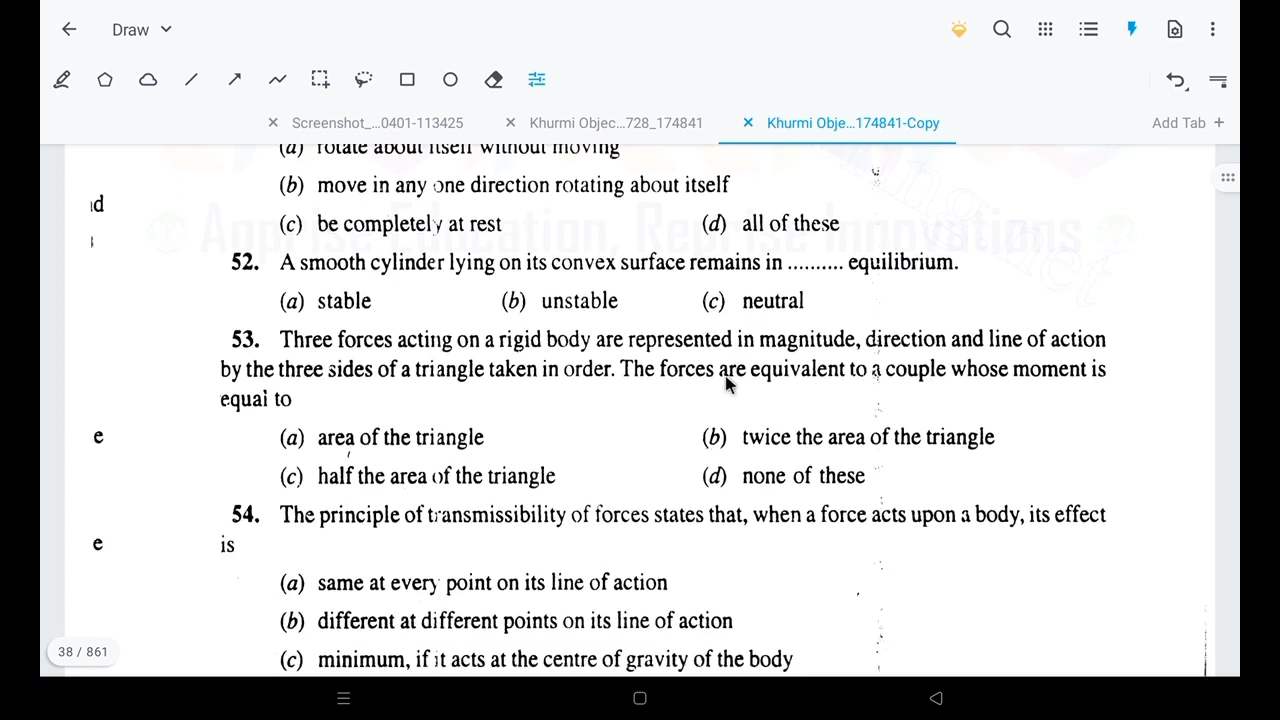 Draw
Screenshot_...0401-113425
Khurmi Objec...728_174841
Khurmi Obje...174841-Copy
Add Tab +
(a) rotate about itself without moving
(b) move in any one direction rotating about itself
(c) be completely at rest (d) all of these
Apprise Education, Reprise Innovations
52. A smooth cylinder lying on its convex surface remains in .......... equilibrium.
(a) stable (b) unstable (c) neutral
53. Three forces acting on a rigid body are represented in magnitude, direction and line of action
by the three sides of a triangle taken in order. The forces are equivalent to a couple whose moment is
equal to
(a) area of the triangle (b) twice the area of the triangle
(c) half the area of the triangle (d) none of these
54. The principle of transmissibility of forces states that, when a force acts upon a body, its effect
is
(a) same at every point on its line of action
(b) different at different points on its line of action
(c) minimum, if it acts at the centre of gravity of the body
38 / 861